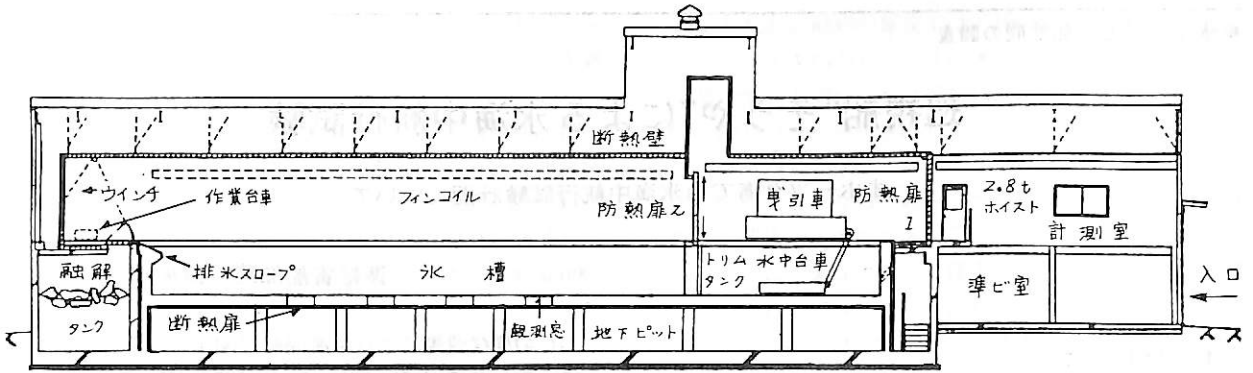 断熱壁
ウインチ
作業台車
フィンコイル
防熱扉2
曳引車
防熱扉
1
2.8t
ホイスト
計測室
融解
タンク
排氷スロープ
氷槽
トリム
タンク
水中台車
準ビ室
入口
断熱扉
観測窓
地下ピット